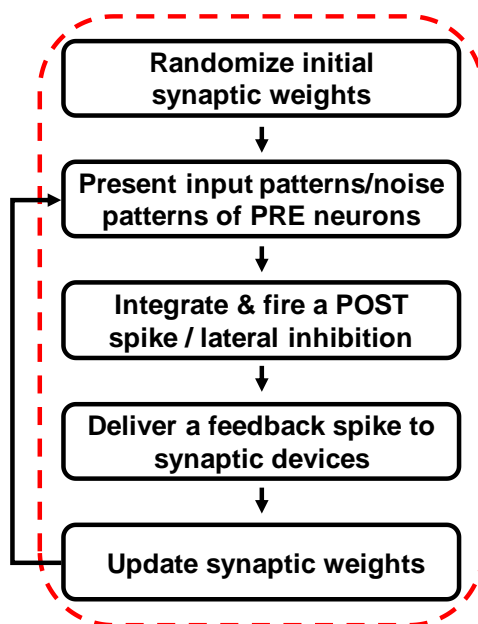 Randomize initial
synaptic weights
Present input patterns/noise
patterns of PRE neurons
Integrate & fire a POST
spike / lateral inhibition
Deliver a feedback spike to
synaptic devices
Update synaptic weights